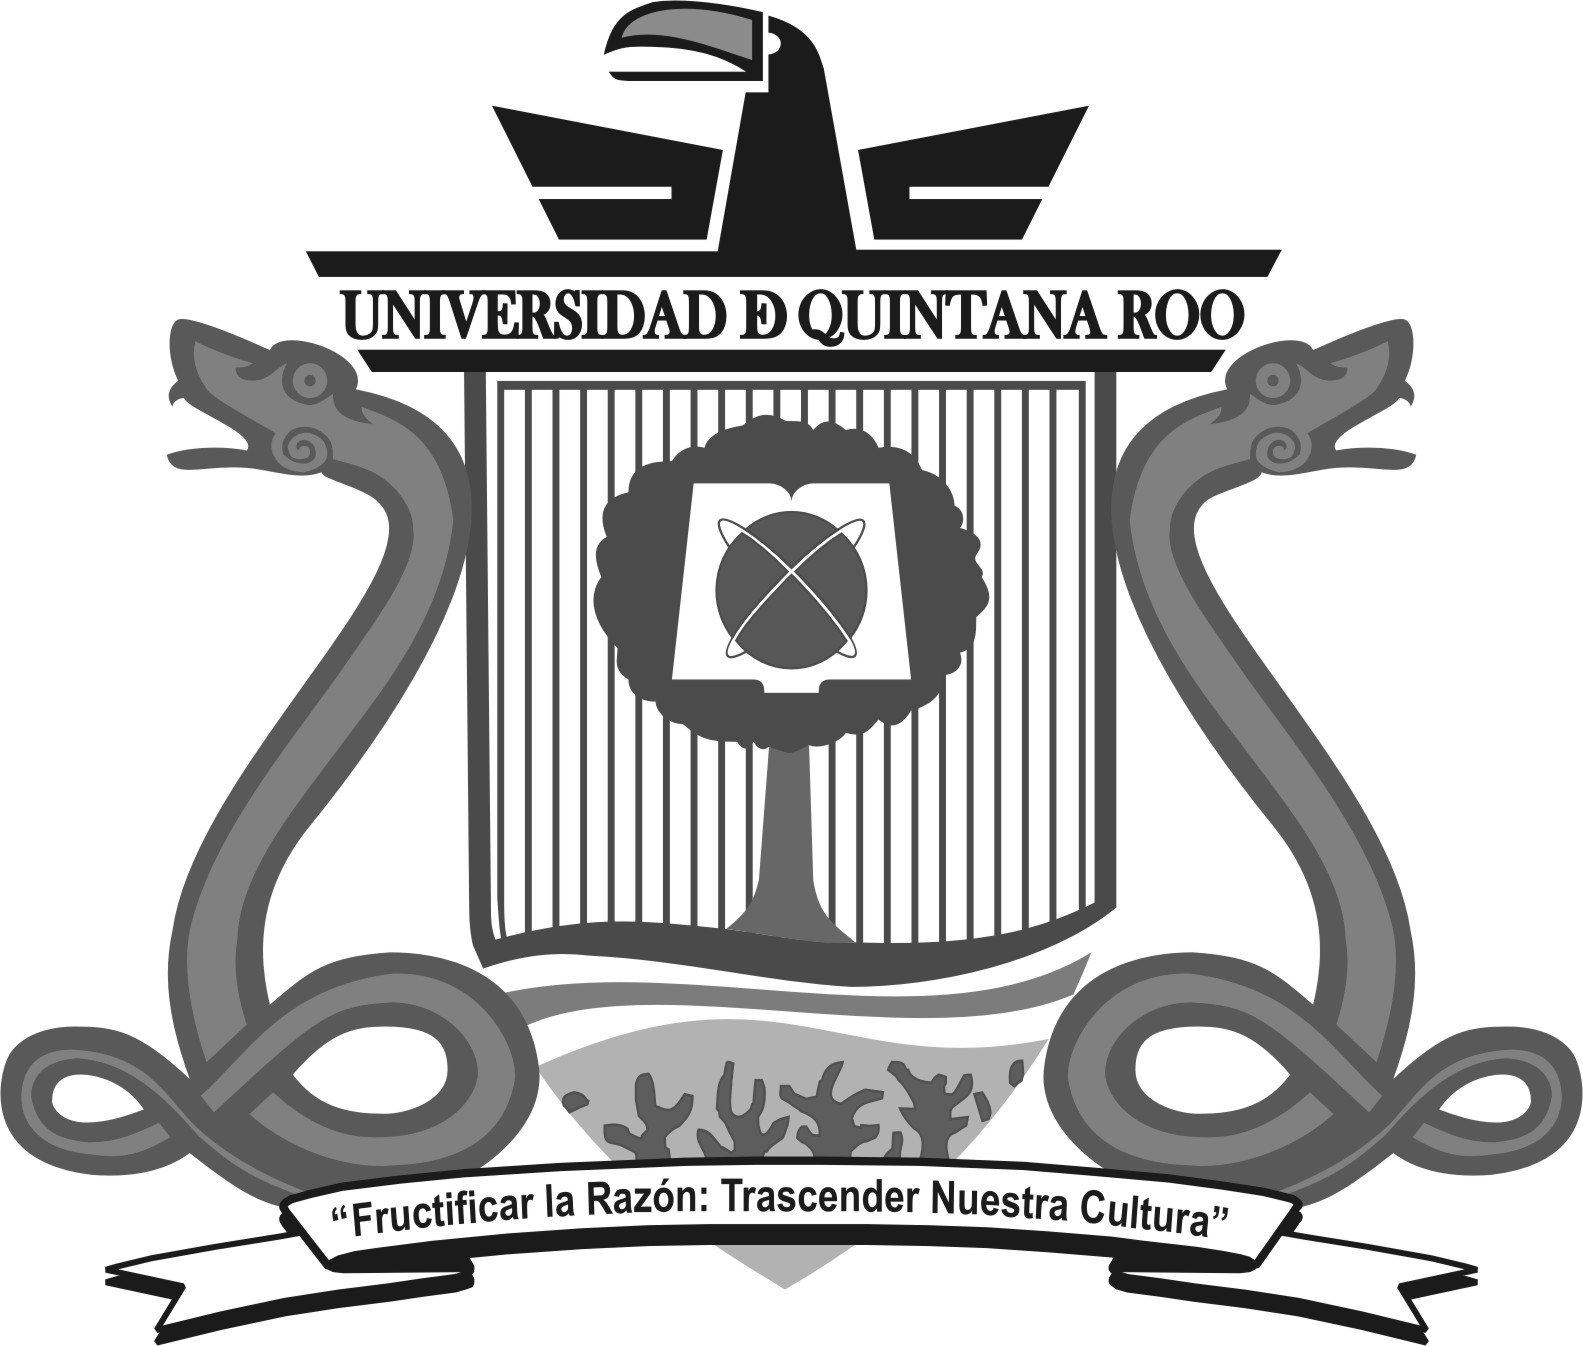 UNIVERSIDAD DE QUINTANA ROO
“Fructificar la Razón: Trascender Nuestra Cultura”